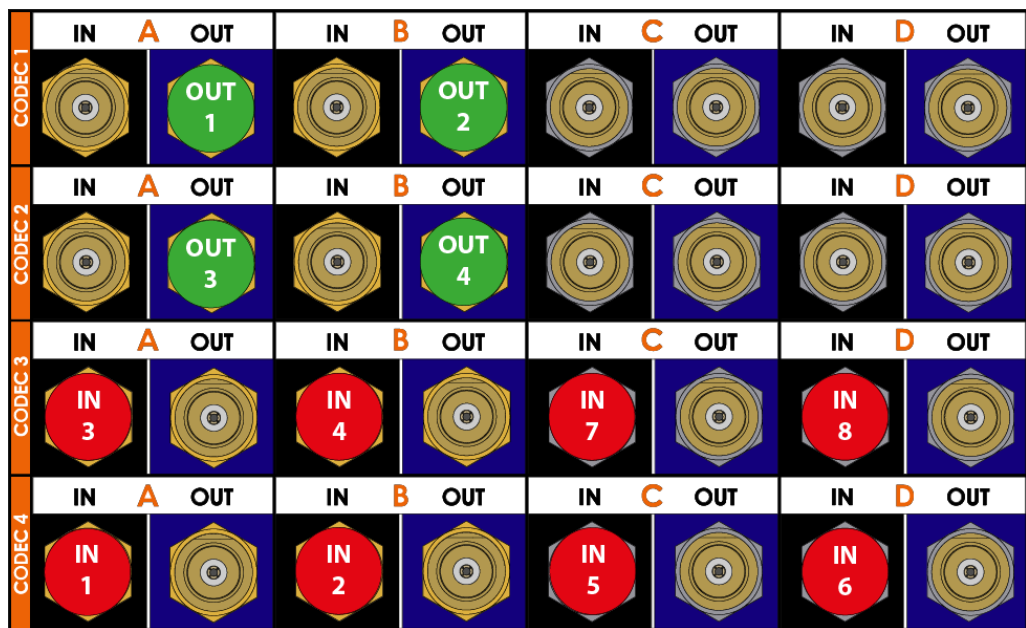 IN A OUT IN B OUT IN C OUT IN D OUT
CODEC 1
OUT
1
OUT
2
IN A OUT IN B OUT IN C OUT IN D OUT
CODEC 2
OUT
3
OUT
4
IN A OUT IN B OUT IN C OUT IN D OUT
CODEC 3
IN
3
IN
4
IN
7
IN
8
IN A OUT IN B OUT IN C OUT IN D OUT
CODEC 4
IN
1
IN
2
IN
5
IN
6